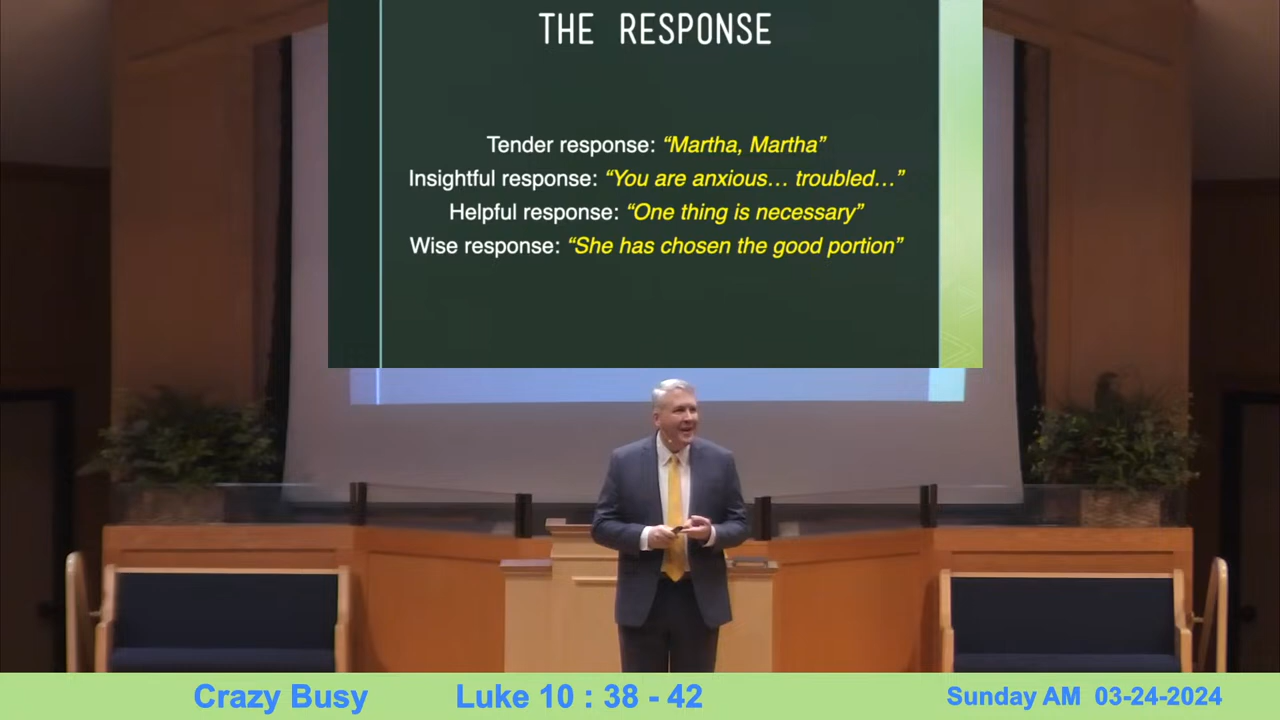 THE RESPONSE
Tender response: “Martha, Martha”
Insightful response: “You are anxious… troubled…”
Helpful response: “One thing is necessary”
Wise response: “She has chosen the good portion”
Crazy Busy Luke 10 : 38 - 42 Sunday AM 03-24-2024